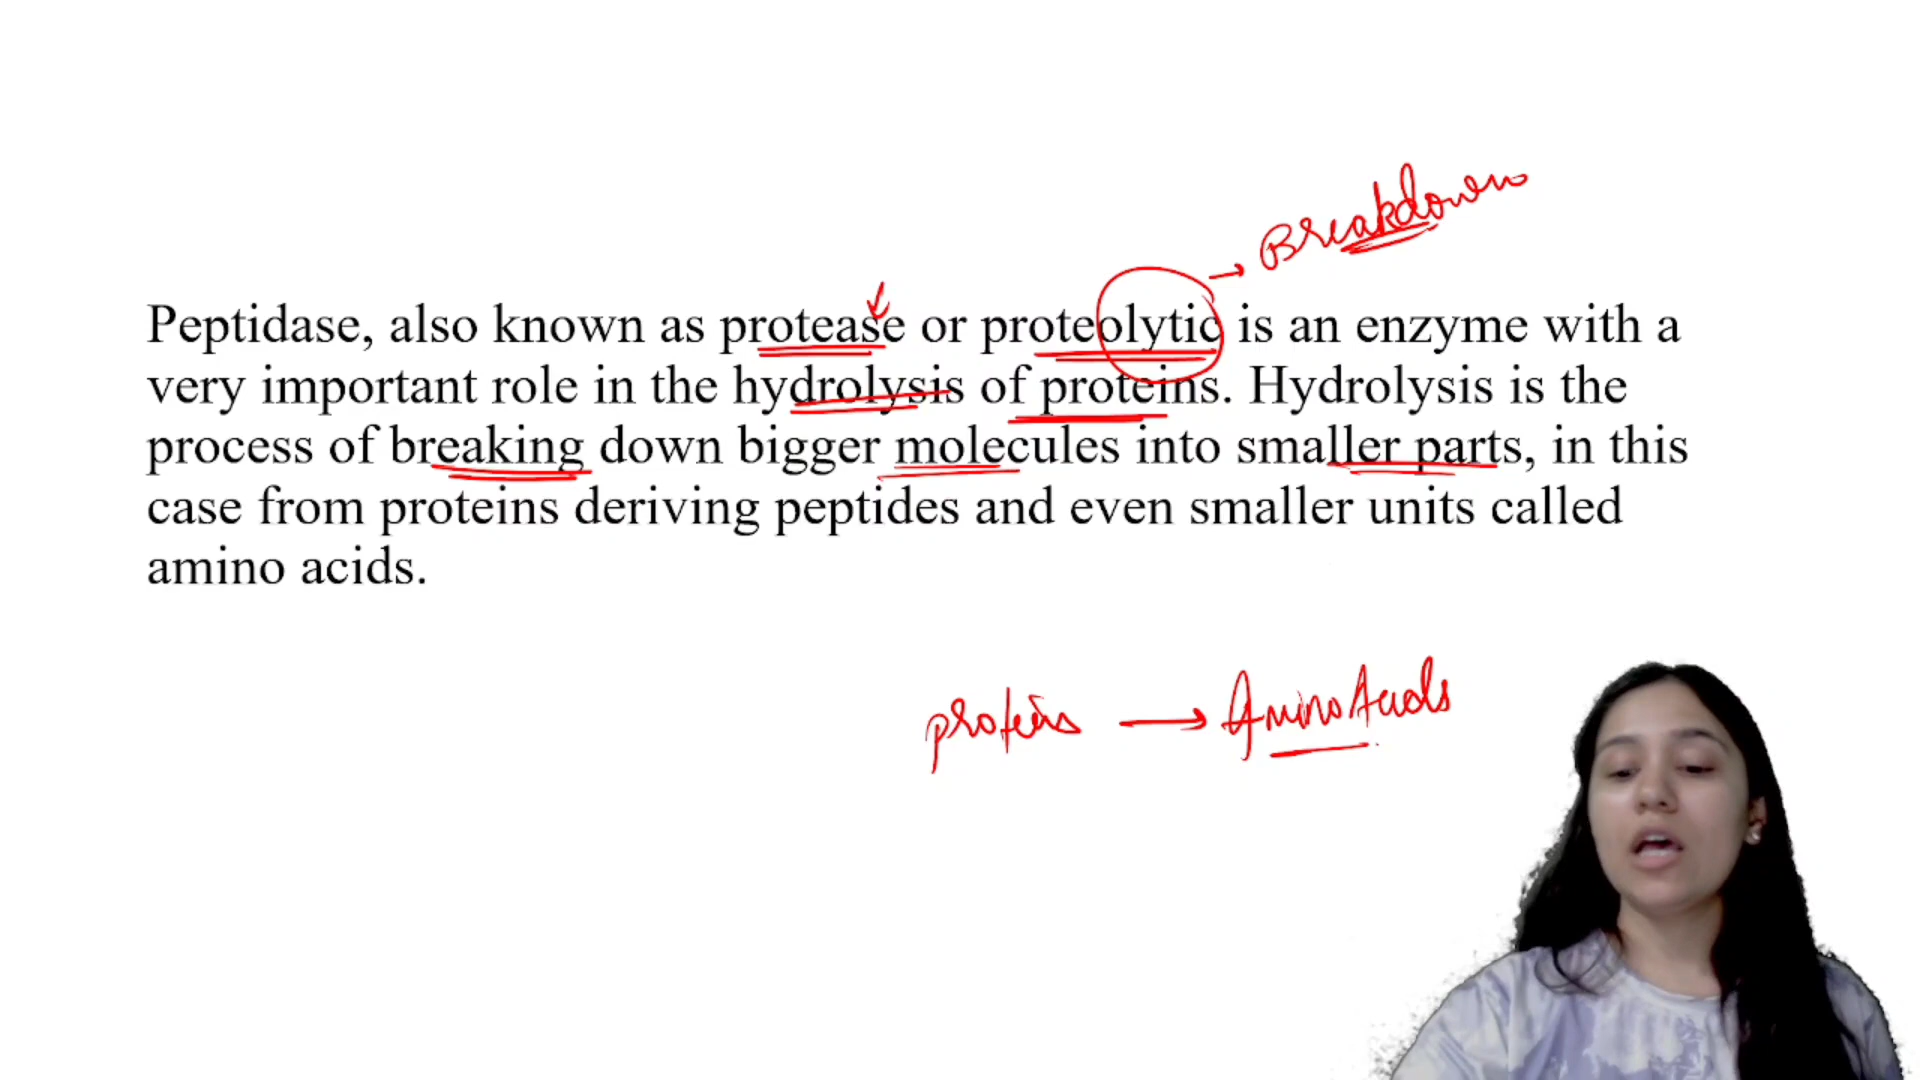 Breakdown
Peptidase, also known as protease or proteolytic is an enzyme with a
very important role in the hydrolysis of proteins. Hydrolysis is the
process of breaking down bigger molecules into smaller parts, in this
case from proteins deriving peptides and even smaller units called
amino acids.
proteins → Amino Acids